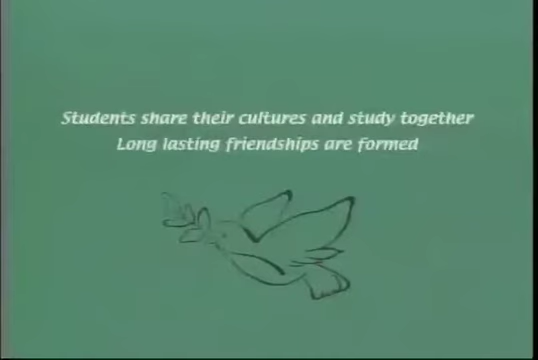 Students share their cultures and study together
Long lasting friendships are formed